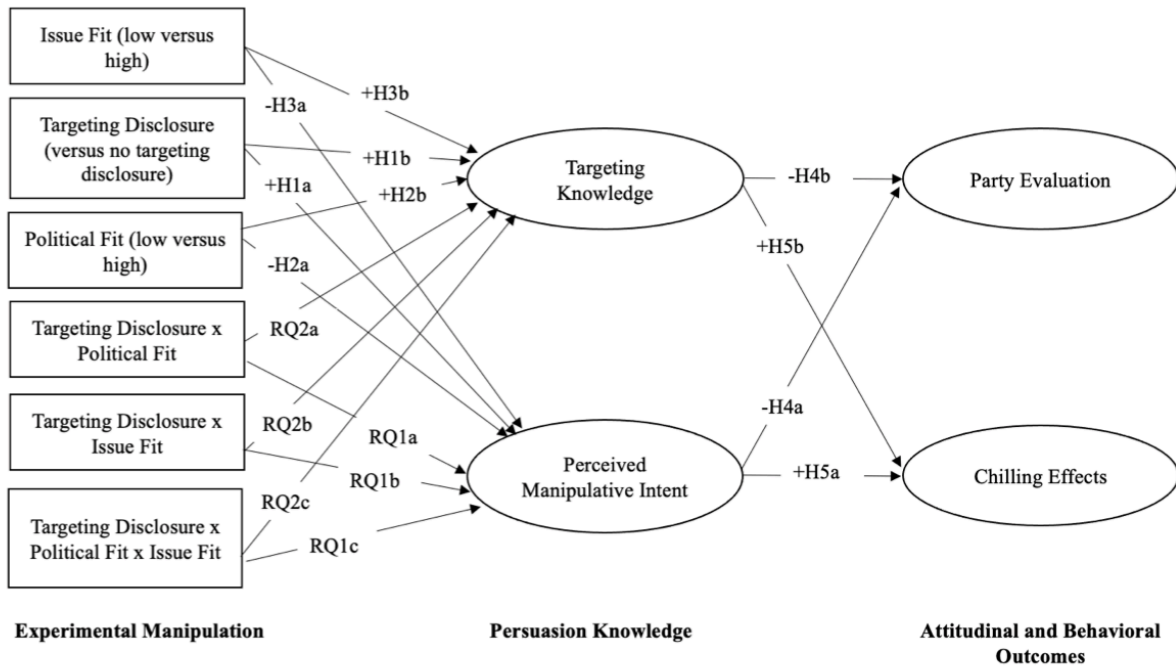 Issue Fit (low versus
high)
Targeting Disclosure
(versus no targeting
disclosure)
Political Fit (low versus
high)
Targeting Disclosure x
Political Fit
Targeting Disclosure x
Issue Fit
Targeting Disclosure x
Political Fit x Issue Fit
+H3b
-H3a
+H1b
+H1a
+H2b
-H2a
RQ2a
RQ1a
RQ2b
RQ1b
RQ2c
RQ1c
Targeting
Knowledge
Perceived
Manipulative Intent
-H4b
+H5b
-H4a
+H5a
Party Evaluation
Chilling Effects
Experimental Manipulation
Persuasion Knowledge
Attitudinal and Behavioral
Outcomes